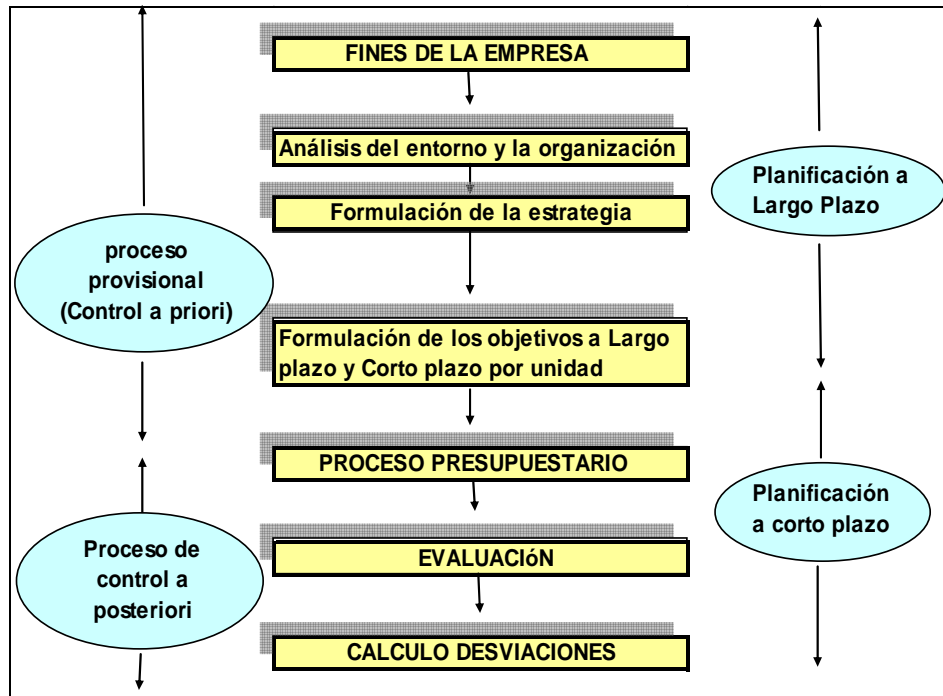 FINES DE LA EMPRESA
Análisis del entorno y la organización
Formulación de la estrategia
Planificación a
Largo Plazo
proceso
provisional
(Control a priori)
Formulación de los objetivos a Largo
plazo y Corto plazo por unidad
PROCESO PRESUPUESTARIO
Planificación
a corto plazo
Proceso de
control a
posteriori
EVALUACIóN
CALCULO DESVIACIONES